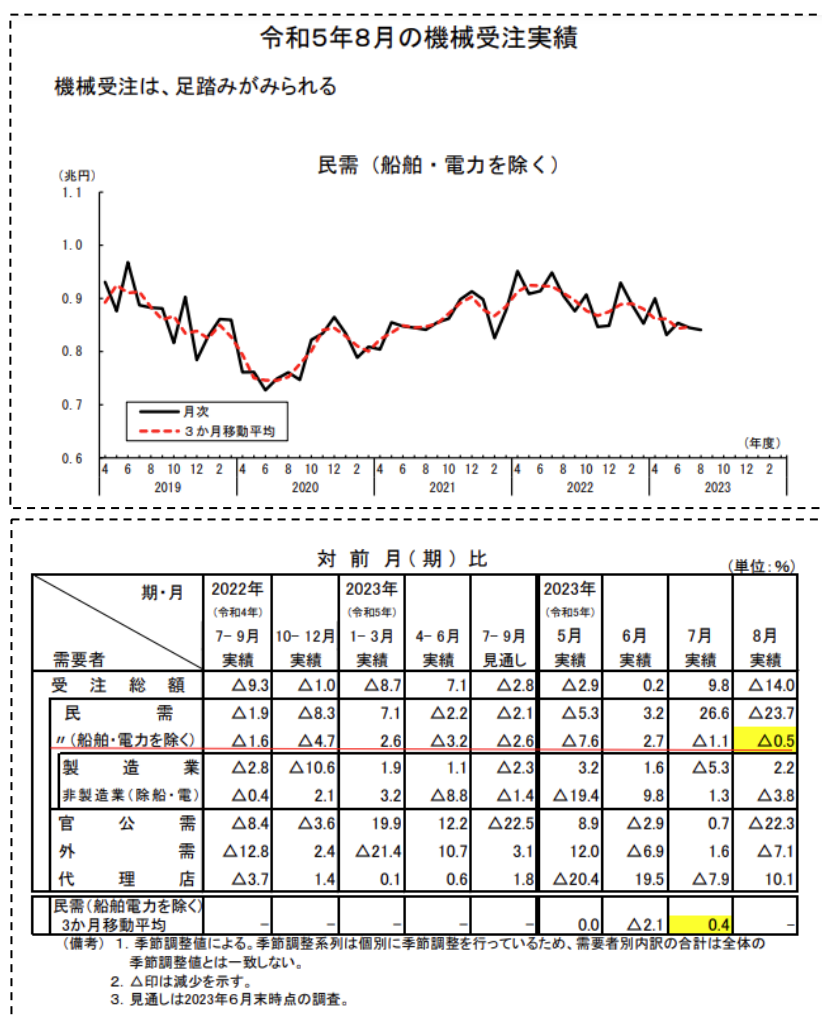 令和5年8月の機械受注実績
機械受注は、足踏みがみられる
民需（船舶・電力を除く）
（兆円）
1.1
1.0
0.9
0.8
0.7
0.6
月次
3か月移動平均
（年度）
4 6 8 10 12 2 4 6 8 10 12 2 4 6 8 10 12 2 4 6 8 10 12 2 4 6 8 10 12 2
2019 2020 2021 2022 2023
対前月（期）比
（単位：％）
期・月 2022年 2023年 2023年
（令和4年） （令和5年） （令和5年）
7-9月 10-12月 1-3月 4-6月 7-9月 5月 6月 7月 8月
需要者 実績 実績 実績 実績 見通し 実績 実績 実績 実績
受注総額 △9.3 △1.0 △8.7 7.1 △2.8 △2.9 0.2 9.8 △14.0
民需 △1.9 △8.3 7.1 △2.2 △2.1 △5.3 3.2 26.6 △23.7
〃（船舶・電力を除く） △1.6 △4.7 2.6 △3.2 △2.6 △7.6 2.7 △1.1 △0.5
製造業 △2.8 △10.6 1.9 1.1 △2.3 3.2 1.6 △5.3 2.2
非製造業（除船・電） △0.4 2.1 3.2 △8.8 △1.4 △19.4 9.8 1.3 △3.8
官公需 △8.4 △3.6 19.9 12.2 △22.5 8.9 △2.9 0.7 △22.3
外需 △12.8 2.4 △21.4 10.7 3.1 12.0 △6.9 1.6 △7.1
代理店 △3.7 1.4 0.1 0.6 1.8 △20.4 19.5 △7.9 10.1
民需（船舶電力を除く）
3か月移動平均 － － － － － 0.0 △2.1 0.4 －
（備考） 1. 季節調整値による。季節調整系列は個別に季節調整を行っているため、需要者別内訳の合計は全体の
季節調整値とは一致しない。
2. △印は減少を示す。
3. 見通しは2023年6月末時点の調査。